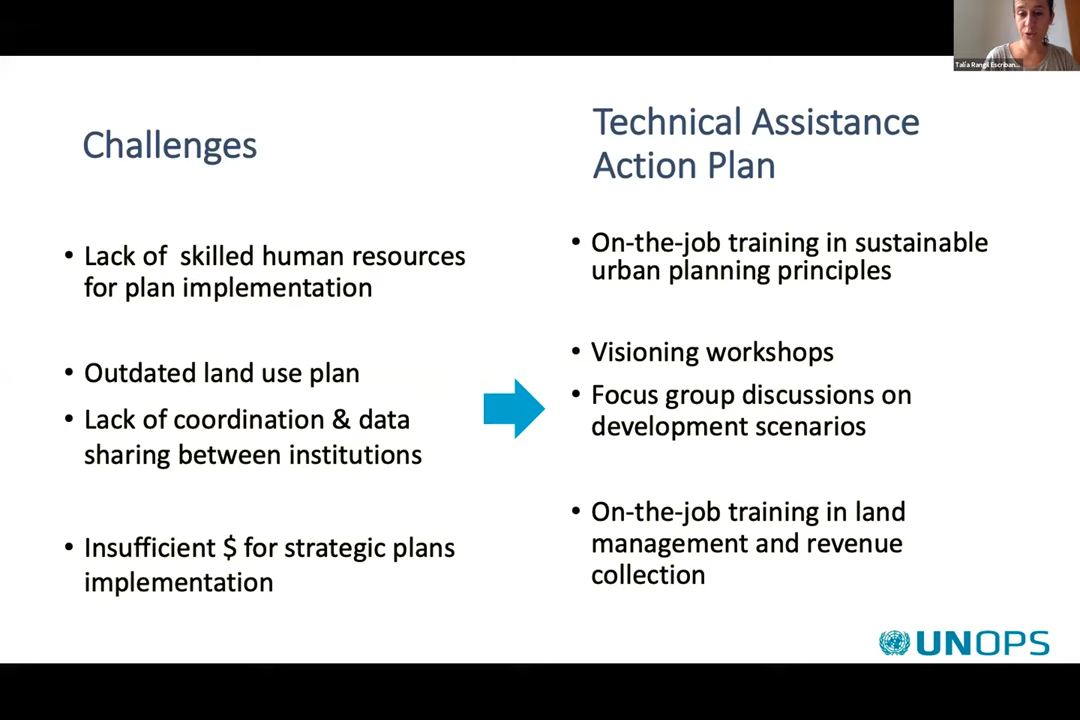 Talía Rangil Escriban...
Challenges
Lack of skilled human resources
for plan implementation
Outdated land use plan
Lack of coordination & data
sharing between institutions
Insufficient $ for strategic plans
implementation
Technical Assistance
Action Plan
On-the-job training in sustainable
urban planning principles
Visioning workshops
Focus group discussions on
development scenarios
On-the-job training in land
management and revenue
collection
UNOPS